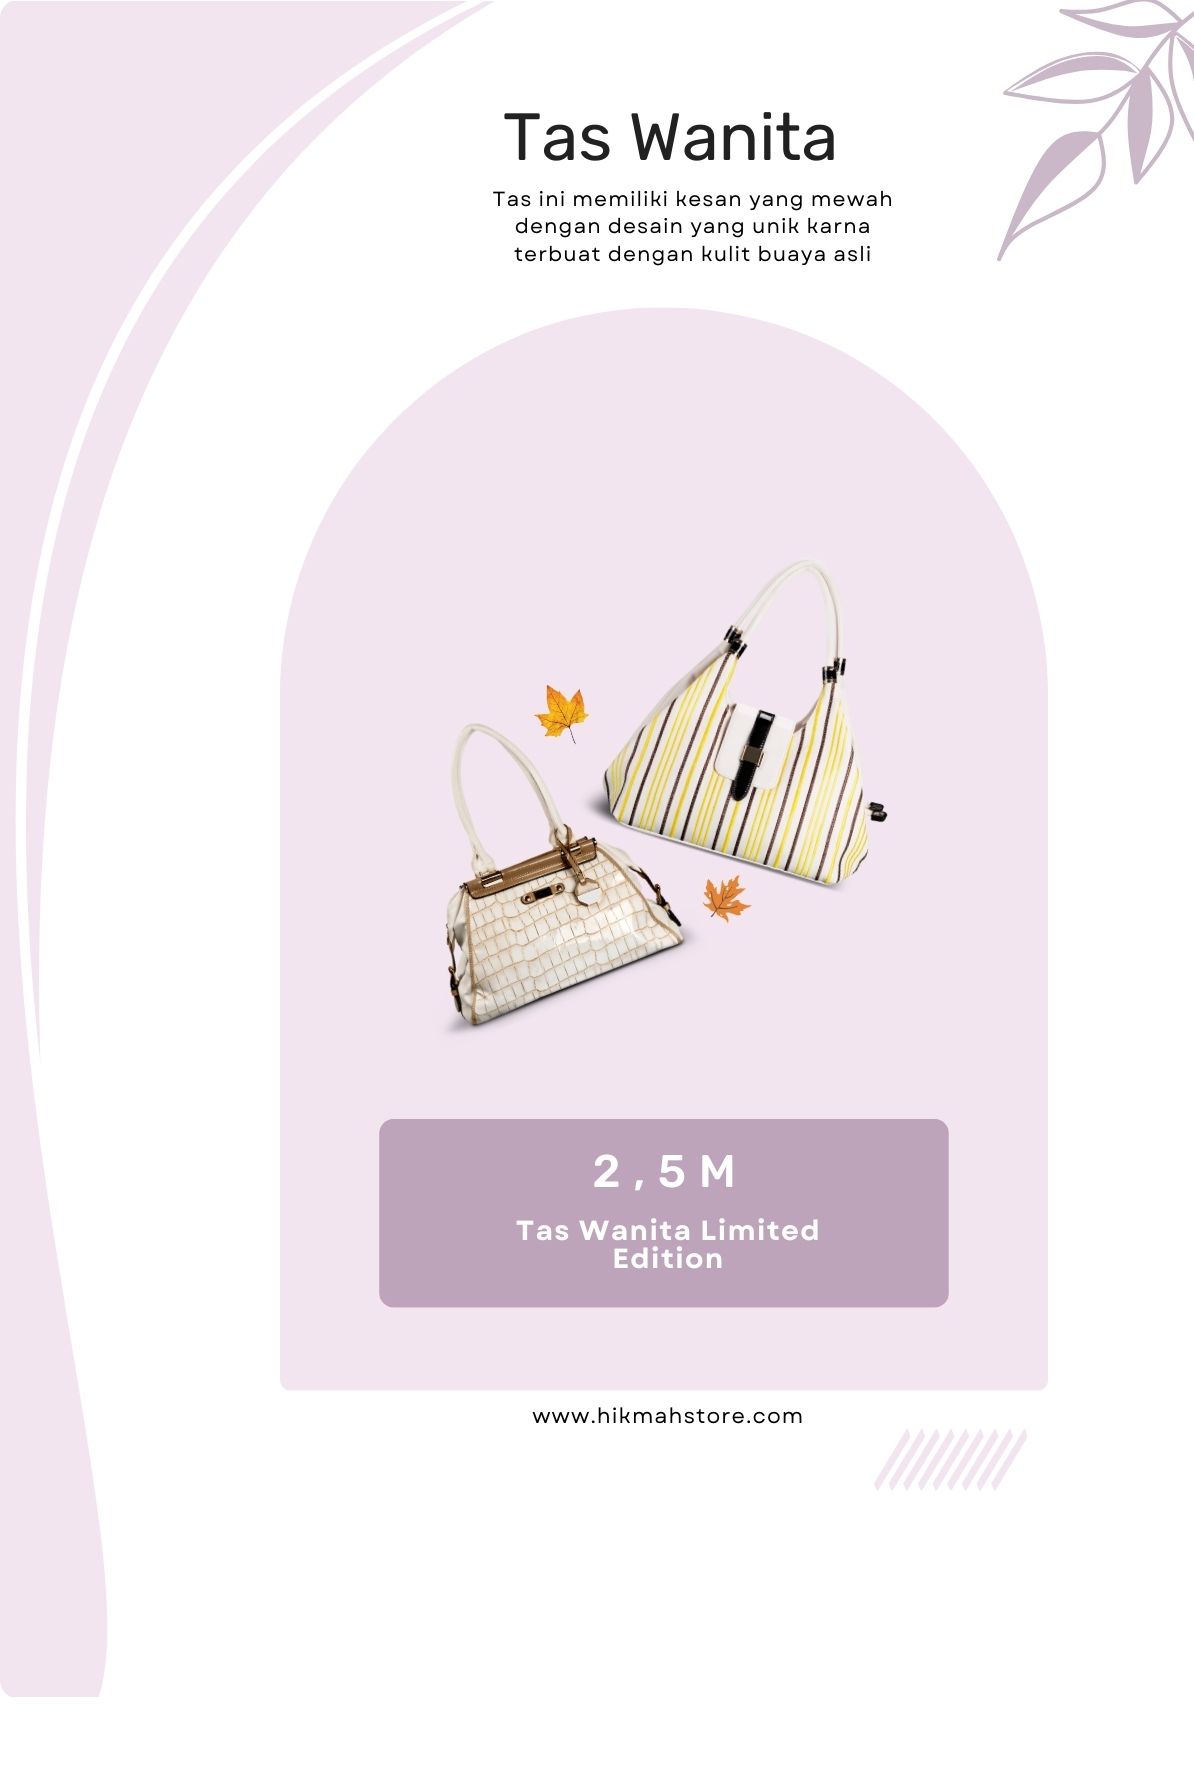 Tas Wanita
Tas ini memiliki kesan yang mewah
dengan desain yang unik karna
terbuat dengan kulit buaya asli
2,5M
Tas Wanita Limited
Edition
www.hikmahstore.com